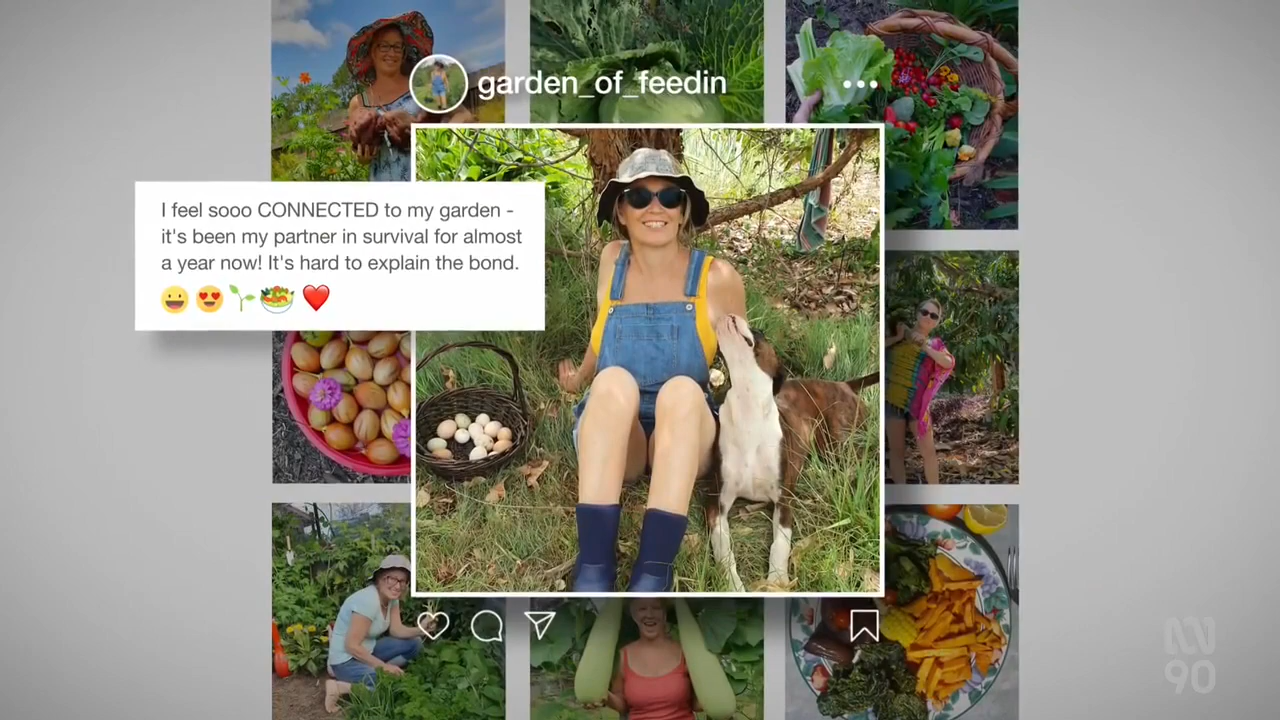 garden_of_feedin
I feel sooo CONNECTED to my garden -
it's been my partner in survival for almost
a year now! It's hard to explain the bond.
90